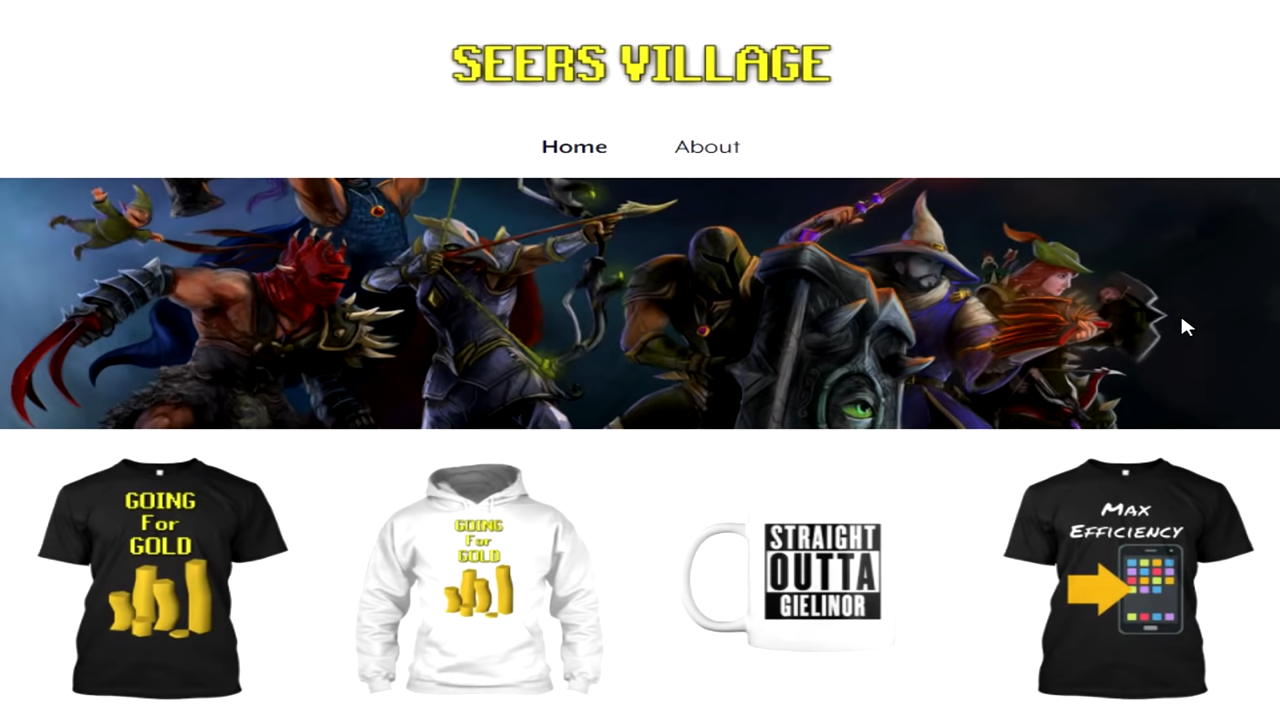 SEERS VILLAGE
Home About
GOING
For
GOLD
GOING
For
GOLD
STRAIGHT
OUTTA
GIELINOR
MAX
EFFICIENCY